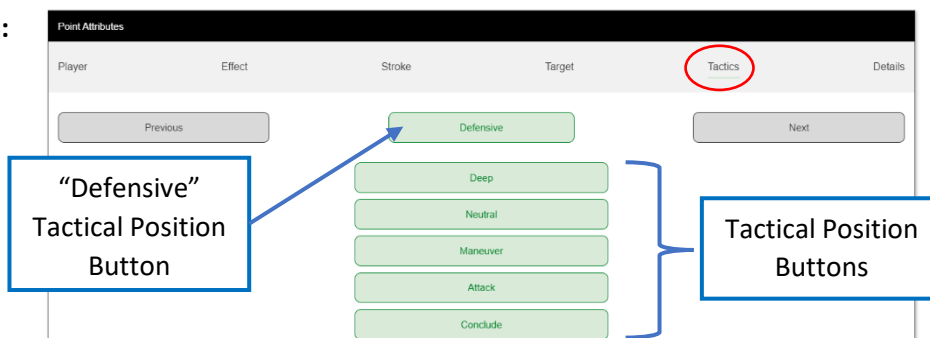 :
Point Attributes
Player Effect Stroke Target Tactics Details
Previous Defensive Next
Deep
Neutral
Maneuver
Attack
Conclude
“Defensive”
Tactical Position
Button
Tactical Position
Buttons